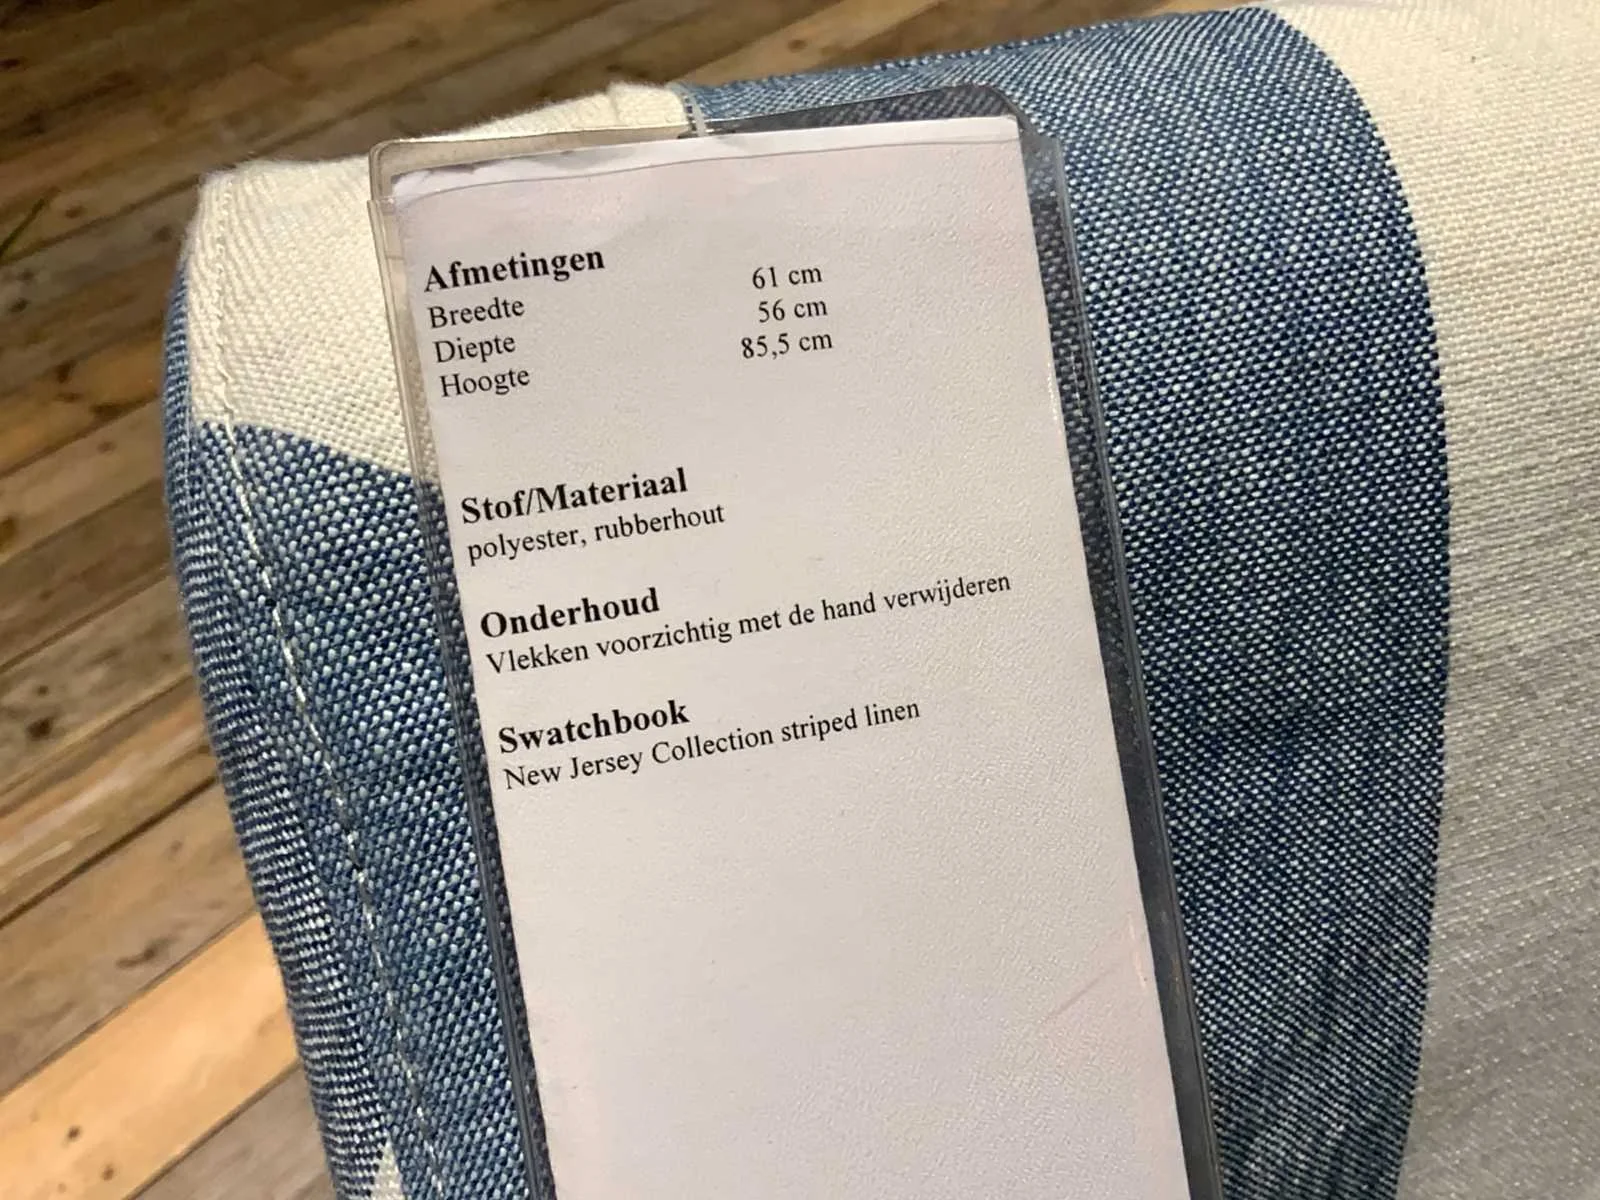 Afmetingen
Breedte 61 cm
Diepte 56 cm
Hoogte 85,5 cm
Stof/Materiaal
polyester, rubberhout
Onderhoud
Vlekken voorzichtig met de hand verwijderen
Swatchbook
New Jersey Collection striped linen